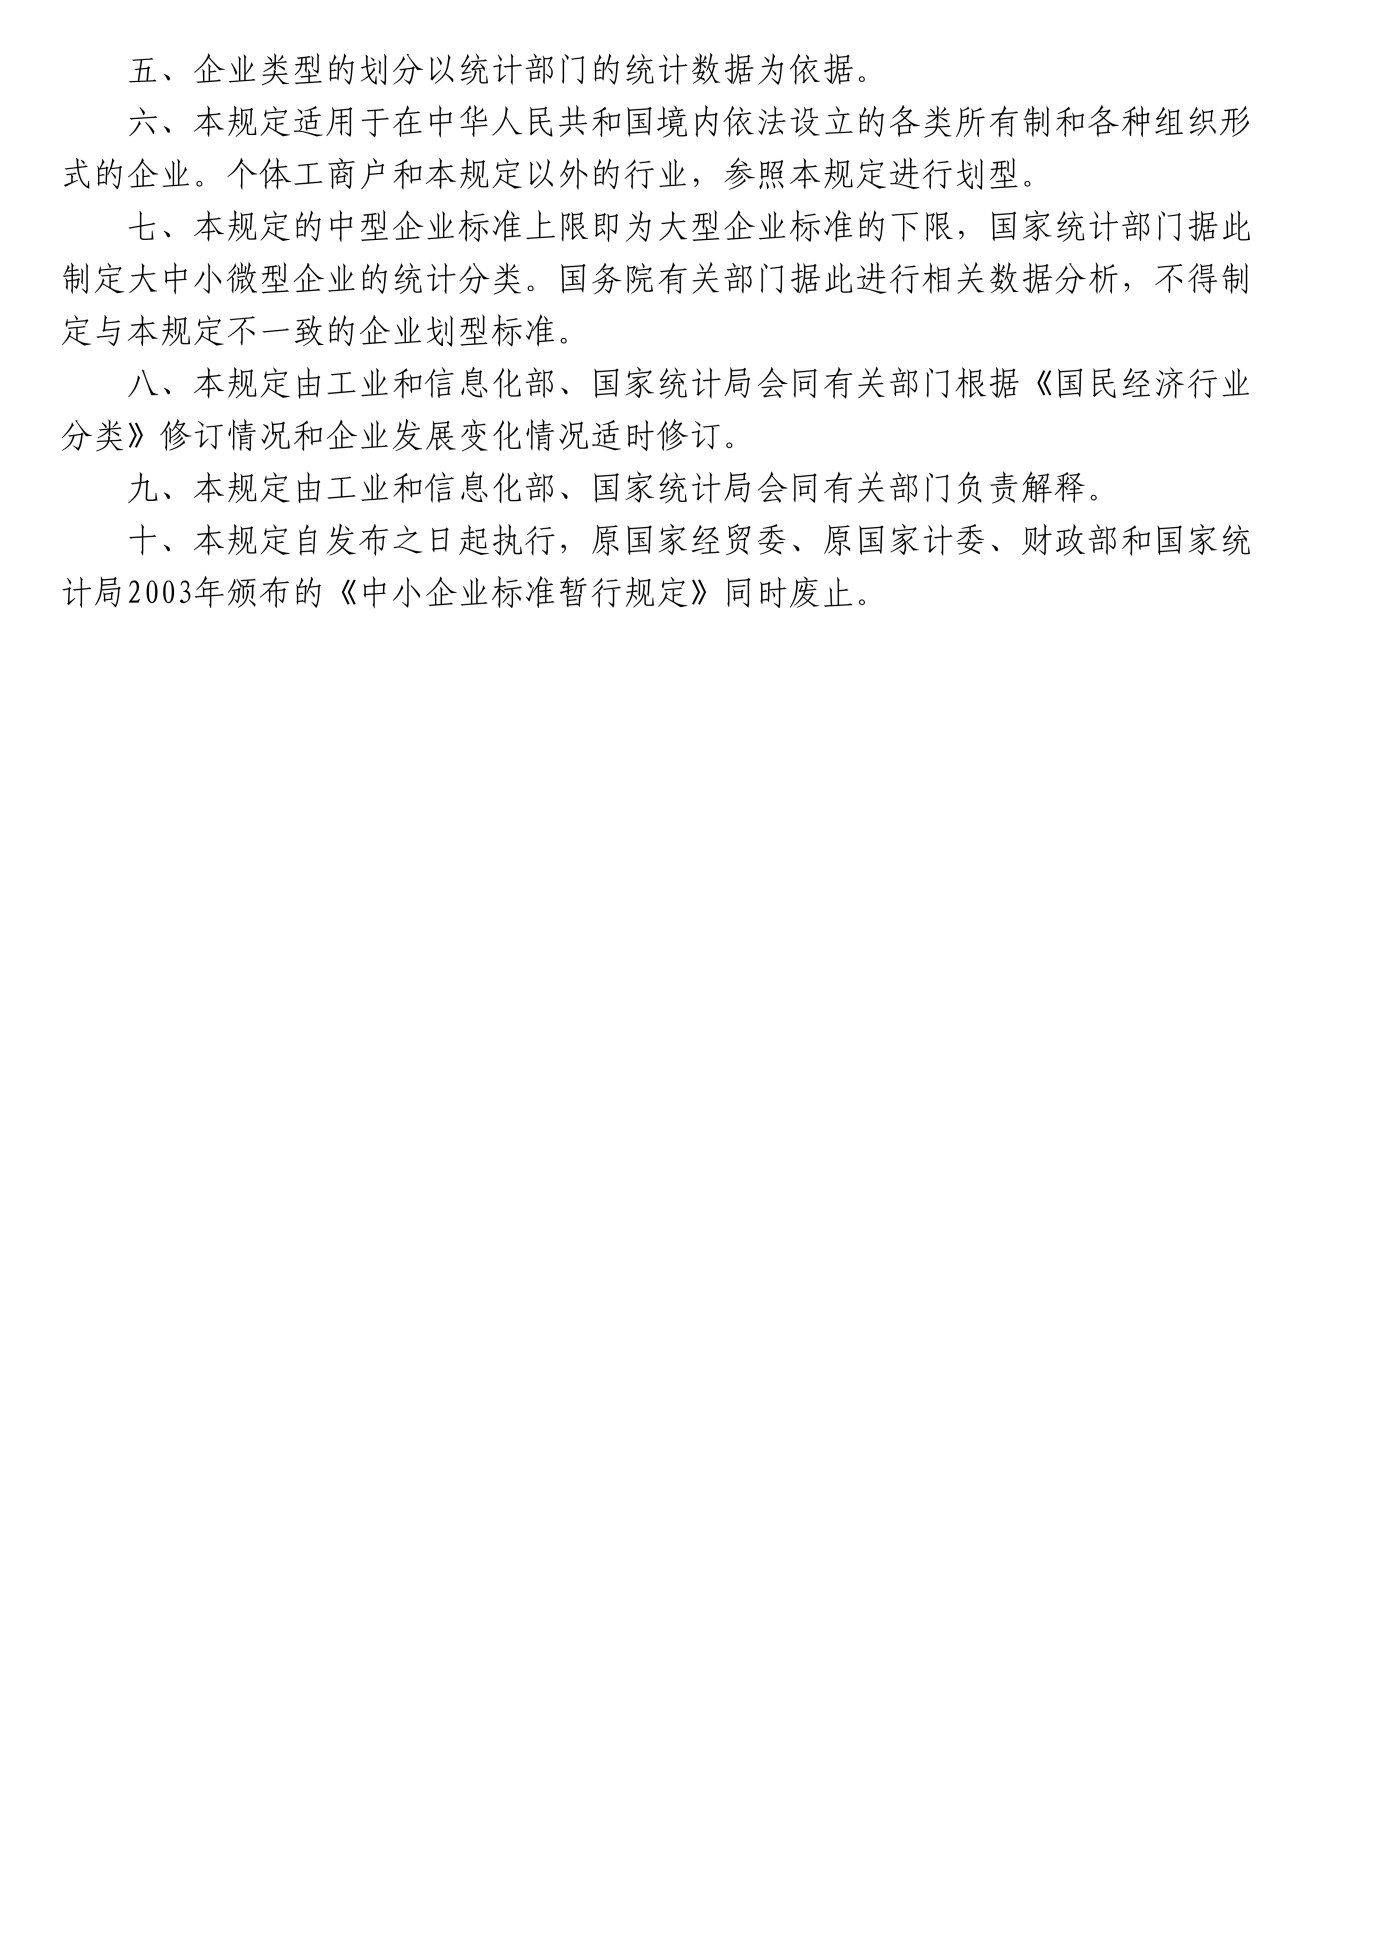 五、企业类型的划分以统计部门的统计数据为依据。
六、本规定适用于在中华人民共和国境内依法设立的各类所有制和各种组织形
式的企业。个体工商户和本规定以外的行业，参照本规定进行划型。
七、本规定的中型企业标准上限即为大型企业标准的下限，国家统计部门据此
制定大中小微型企业的统计分类。国务院有关部门据此进行相关数据分析，不得制
定与本规定不一致的企业划型标准。
八、本规定由工业和信息化部、国家统计局会同有关部门根据《国民经济行业
分类》修订情况和企业发展变化情况适时修订。
九、本规定由工业和信息化部、国家统计局会同有关部门负责解释。
十、本规定自发布之日起执行，原国家经贸委、原国家计委、财政部和国家统
计局2003年颁布的《中小企业标准暂行规定》同时废止。